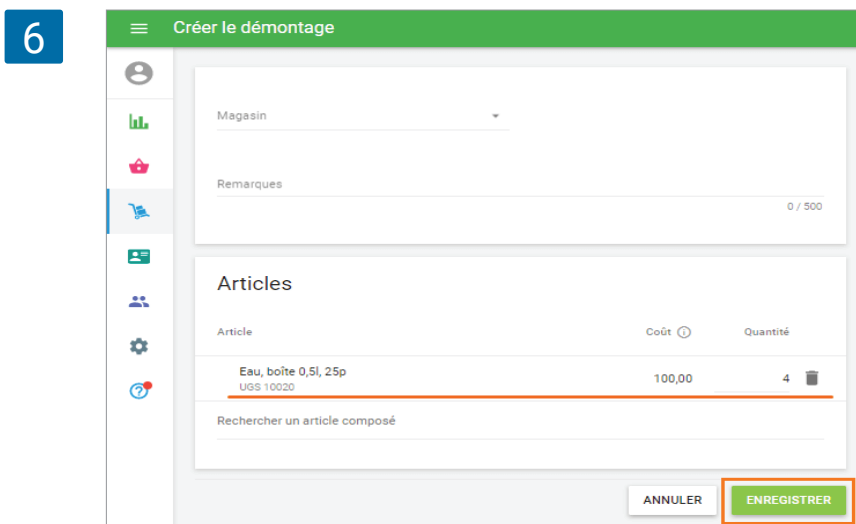 6
Créer le démontage
Magasin
Remarques
0 / 500
Articles
Article Coût Quantité
Eau, boîte 0,5l, 25p 100,00 4
UGS 10020
Rechercher un article composé
ANNULER ENREGISTRER